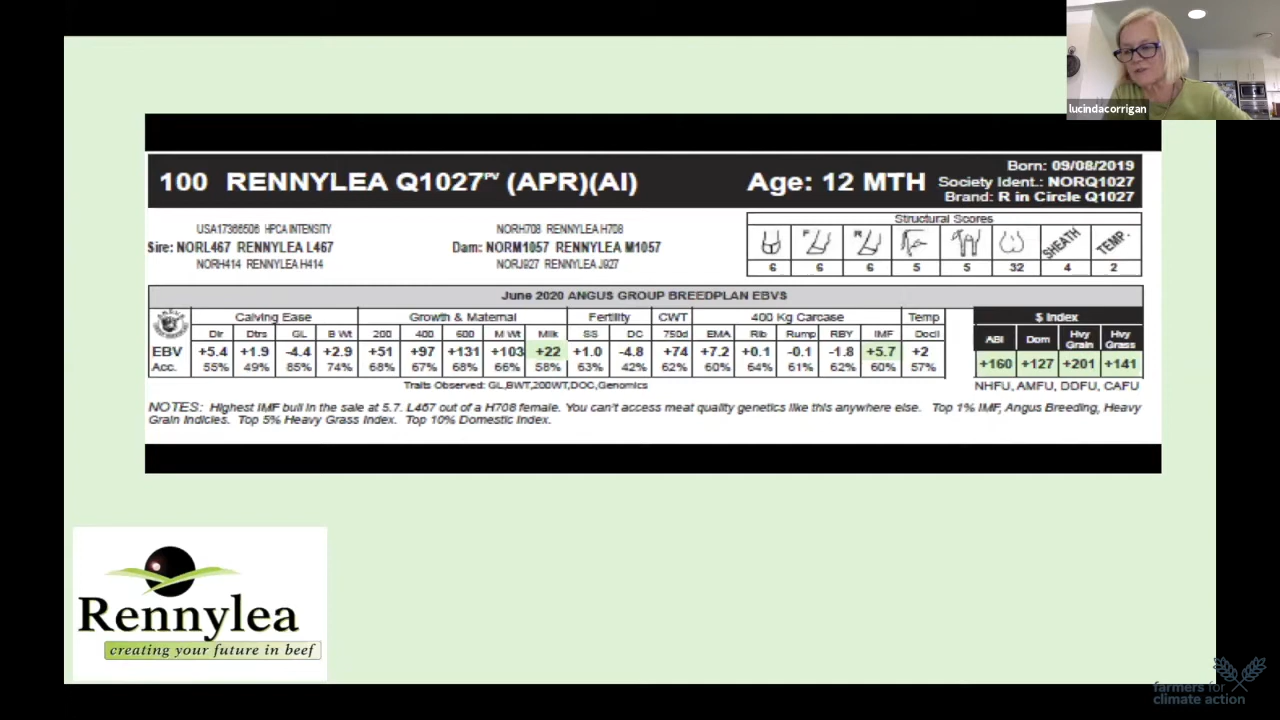 lucindacorrigan
100 RENNYLEA Q1027PV (APR)(AI) Age: 12 MTH
Born: 09/08/2019
Society Ident.: NORQ1027
Brand: R in Circle Q1027
USA17366506 HPCA INTENSITY
Sire: NORL467 RENNYLEA L467
NORH414 RENNYLEA H414
NORH708 RENNYLEA H708
Dam: NORM1057 RENNYLEA M1057
NORJ927 RENNYLEA J927
Structural Scores
F R SHEATH TEMP.
6 6 6 5 5 32 4 2
June 2020 ANGUS GROUP BREEDPLAN EBVS
Calving Ease Growth & Maternal Fertility CWT 400 Kg Carcase Temp
Dir Dtrs GL B Wt 200 400 600 M Wt Milk SS DC 750d EMA Rib Rump RBY IMF Docil
EBV +5.4 +1.9 -4.4 +2.9 +51 +97 +131 +103 +22 +1.0 -4.8 +74 +7.2 +0.1 -0.1 -1.8 +5.7 +2
Acc. 55% 49% 85% 74% 68% 67% 68% 66% 58% 63% 42% 62% 60% 64% 61% 62% 60% 57%
Traits Observed: GL,BWT,200WT,DOC,Genomics
$ Index
ABI Dom Hvy Grain Hvy Grass
+160 +127 +201 +141
NHFU, AMFU, DDFU, CAFU
NOTES: Highest IMF bull in the sale at 5.7. L467 out of a H708 female. You can't access meat quality genetics like this anywhere else. Top 1% IMF, Angus Breeding, Heavy
Grain Indicies. Top 5% Heavy Grass Index. Top 10% Domestic Index.
Rennylea
creating your future in beef
farmers for
climate action